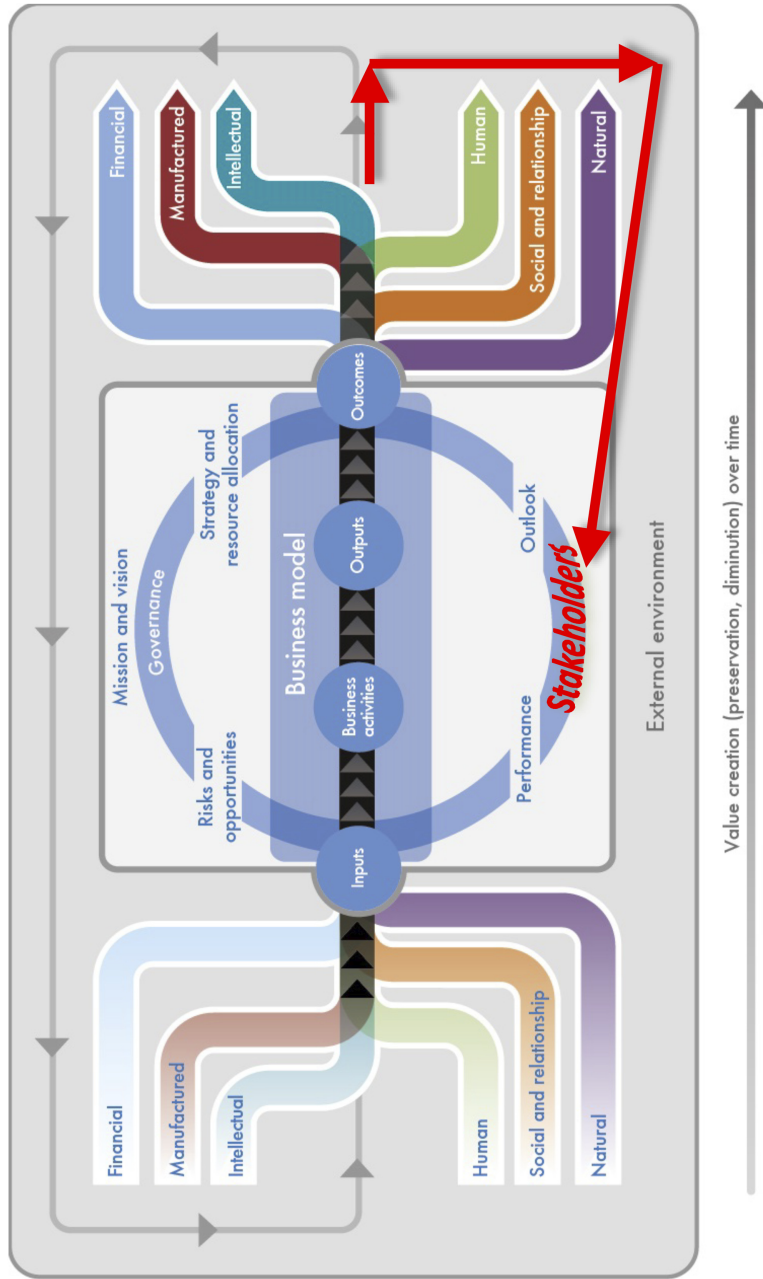 Financial
Manufactured
Intellectual
Human
Social and relationship
Natural
Inputs
Mission and vision
Governance
Risks and
opportunities
Strategy and
resource allocation
Business model
Business
activities
Outputs
Outcomes
Performance
Outlook
Stakeholders
Financial
Manufactured
Intellectual
Human
Social and relationship
Natural
External environment
Value creation (preservation, diminution) over time